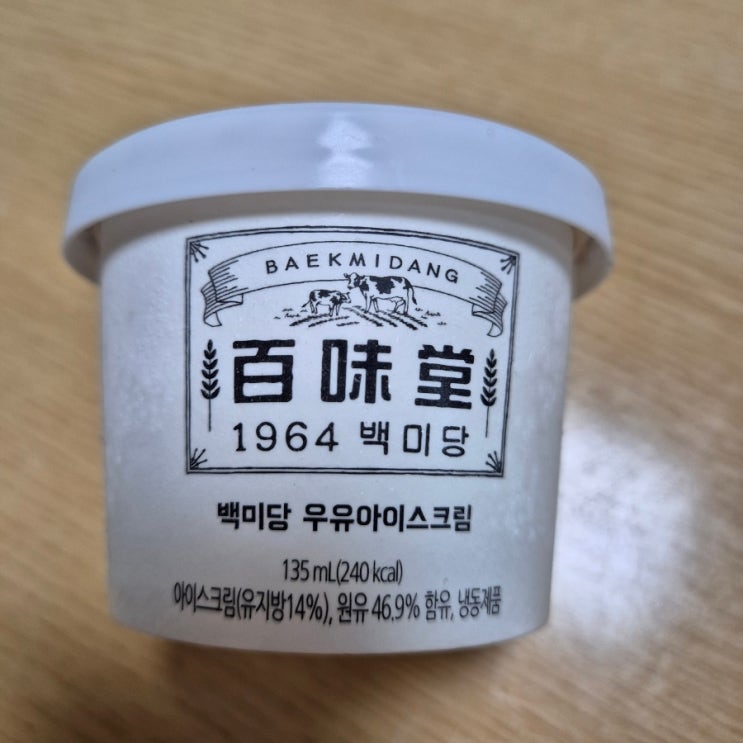 BAEKMIDANG
百味堂
1964 백미당
백미당 우유아이스크림
135 mL(240 kcal)
아이스크림(유지방14%), 원유 46.9% 함유, 냉동제품